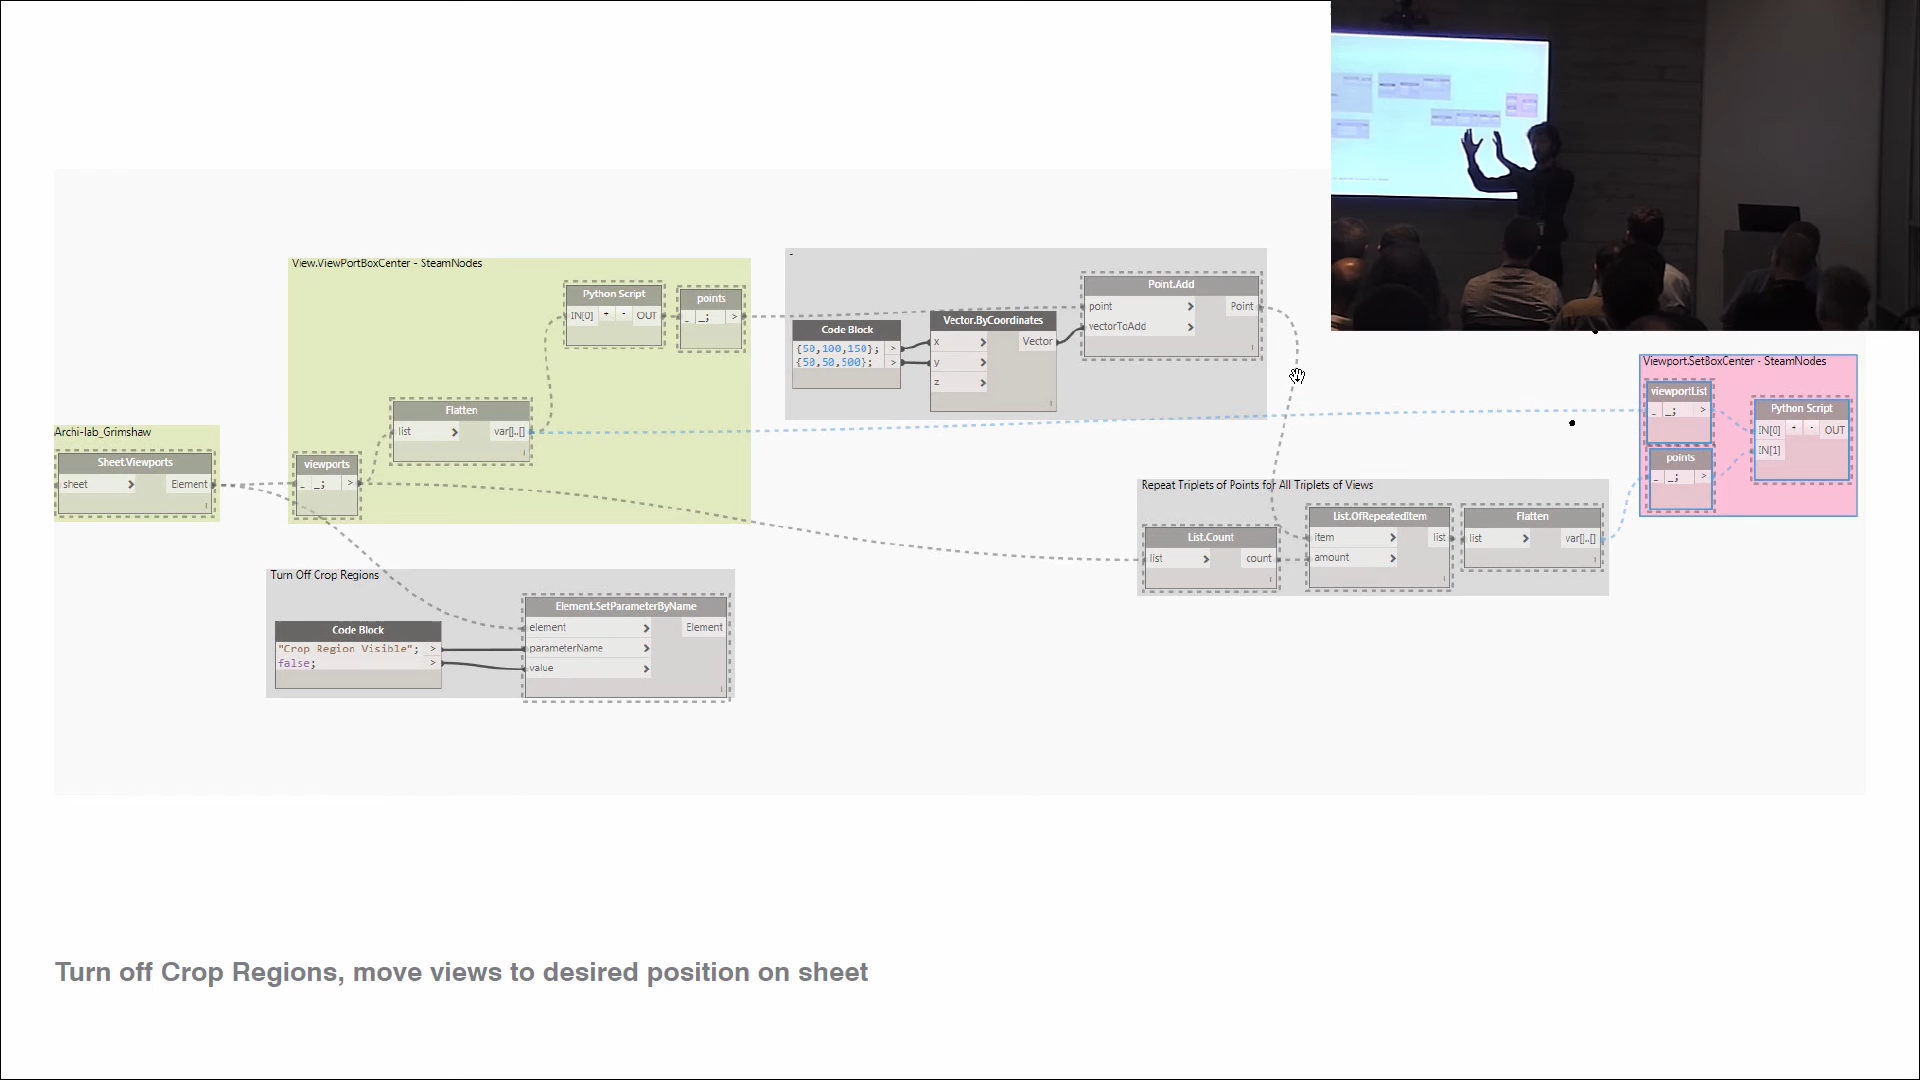 View.ViewPortBoxCenter - SteamNodes
Python Script
IN[0] + - OUT
points
_ _; >
Flatten
list > var[]..[]
Archi-lab_Grimshaw
Sheet.Viewports
sheet > Element
viewports
_ _; >
-
Code Block
{50,100,150}; >
{50,50,500}; >
Vector.ByCoordinates
x > Vector
y >
z >
Point.Add
point > Point
vectorToAdd >
Viewport.SetBoxCenter - SteamNodes
viewportList
_ _; >
points
_ _; >
Python Script
IN[0] + - OUT
IN[1]
Repeat Triplets of Points for All Triplets of Views
List.Count
list > count
List.OfRepeatedItem
item > list
amount >
Flatten
list > var[]..[]
Turn Off Crop Regions
Code Block
"Crop Region Visible"; >
false; >
Element.SetParameterByName
element > Element
parameterName >
value >
Turn off Crop Regions, move views to desired position on sheet